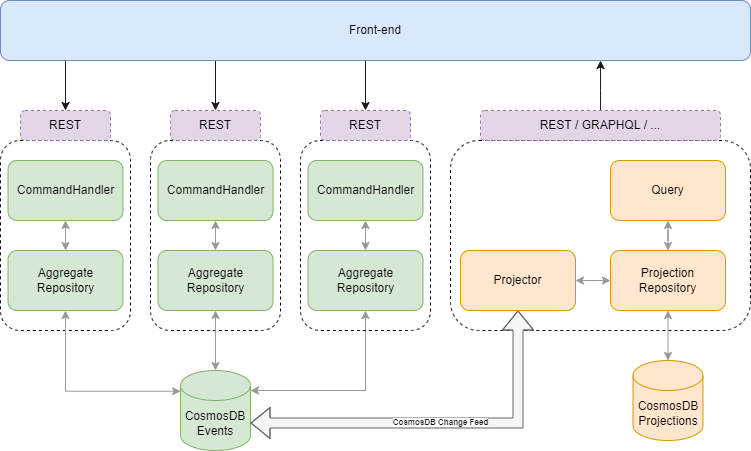 Front-end
REST
REST
REST
REST / GRAPHQL / ...
CommandHandler
CommandHandler
CommandHandler
Query
Aggregate
Repository
Aggregate
Repository
Aggregate
Repository
Projector
Projection
Repository
CosmosDB
Events
CosmosDB Change Feed
CosmosDB
Projections